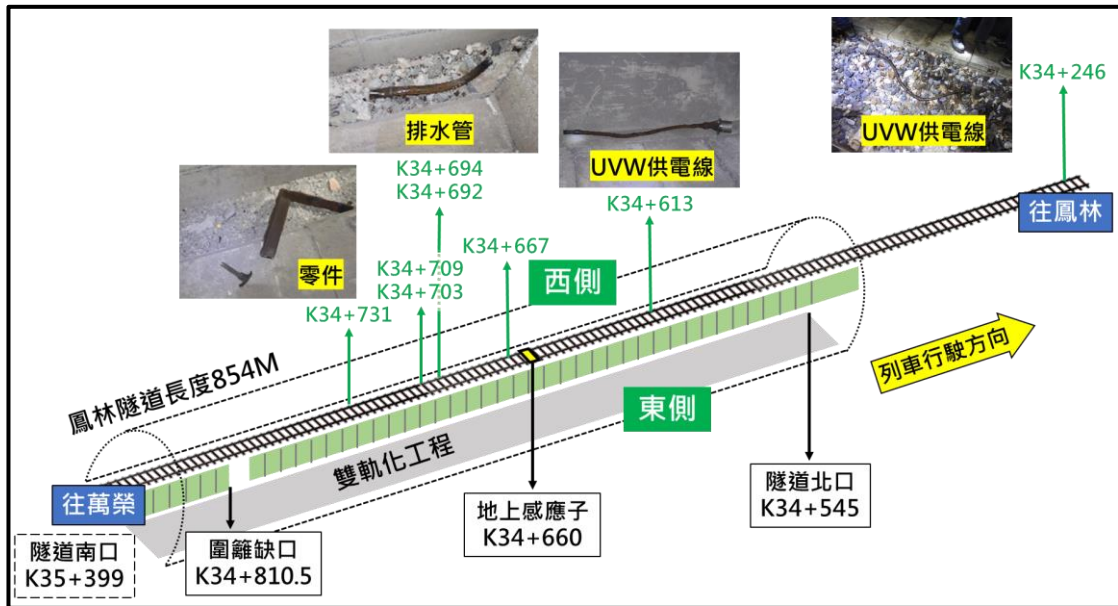 K34+246
排水管
UVW供電線
UVW供電線
K34+694
K34+692
K34+613
往鳳林
零件
K34+709
K34+703
K34+667
西側
K34+731
鳳林隧道長度854M
列車行駛方向
東側
雙軌化工程
往萬榮
地上感應子
K34+660
隧道北口
K34+545
隧道南口
K35+399
圍籬缺口
K34+810.5